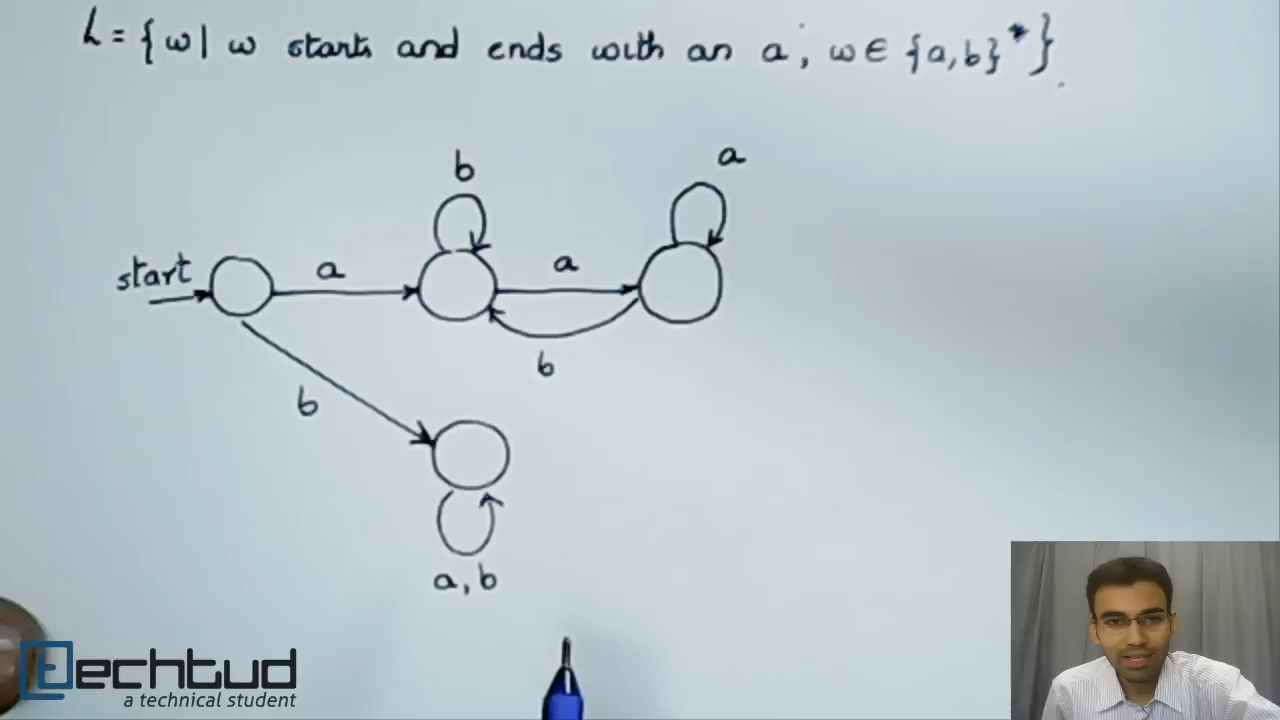 L = { w | w starts and ends with an a, w ∈ {a,b}* }
b
a
start
a
a
b
b
a, b
techtud
a technical student